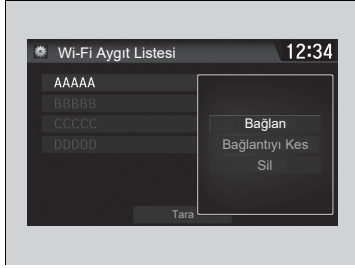 Wi-Fi Aygıt Listesi 12:34
AAAAA
BBBBB
CCCCC
DDDDD
Bağlan
Bağlantıyı Kes
Sil
Tara